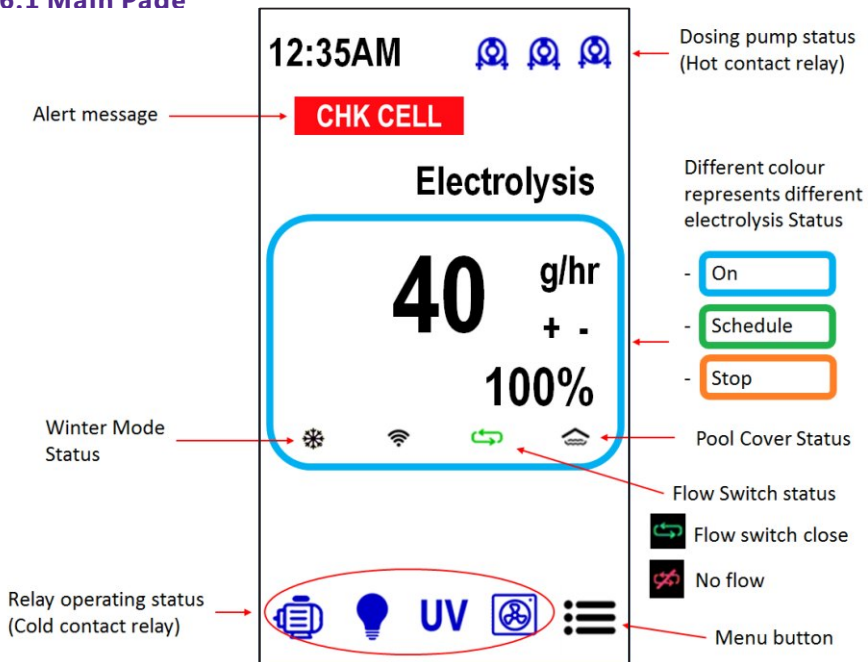 6.1 Main Page
12:35AM
Dosing pump status
(Hot contact relay)
Alert message
CHK CELL
Electrolysis
Different colour
represents different
electrolysis Status
40
g/hr
+ -
100%
- On
- Schedule
- Stop
Winter Mode
Status
Pool Cover Status
Flow Switch status
Flow switch close
No flow
Relay operating status
(Cold contact relay)
UV
Menu button